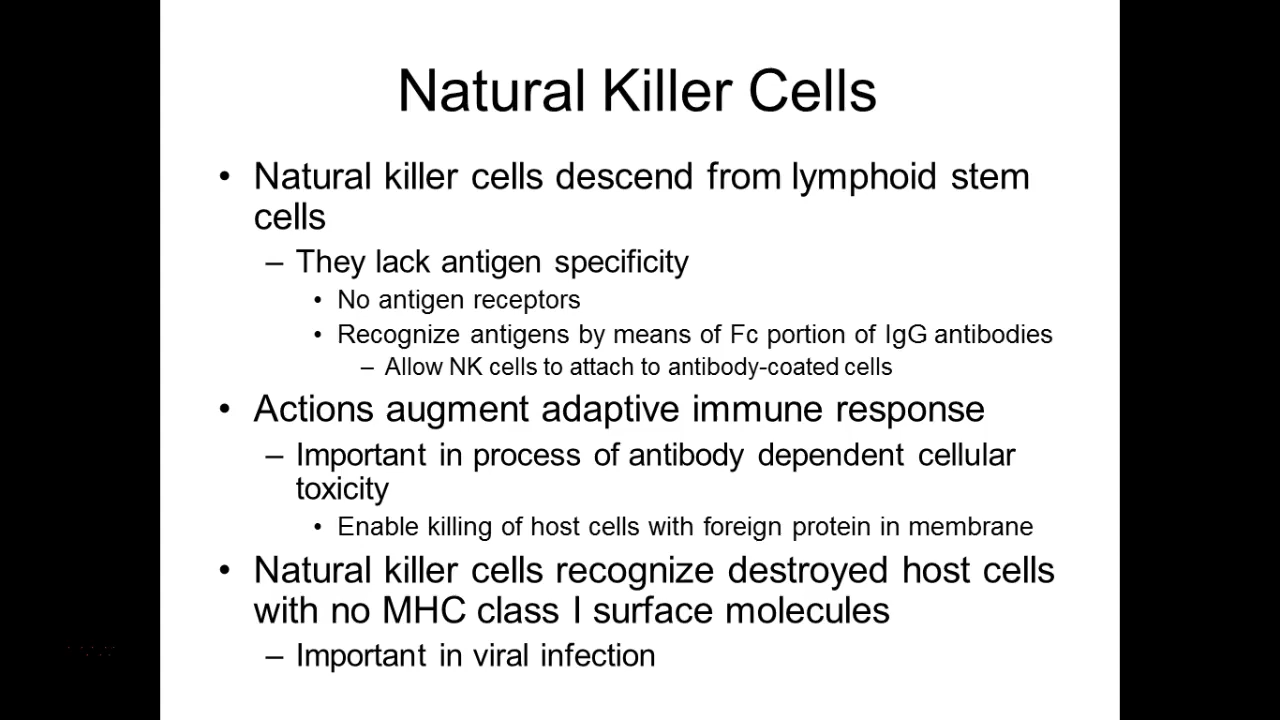 Natural Killer Cells
• Natural killer cells descend from lymphoid stem
cells
– They lack antigen specificity
• No antigen receptors
• Recognize antigens by means of Fc portion of IgG antibodies
– Allow NK cells to attach to antibody-coated cells
• Actions augment adaptive immune response
– Important in process of antibody dependent cellular
toxicity
• Enable killing of host cells with foreign protein in membrane
• Natural killer cells recognize destroyed host cells
with no MHC class I surface molecules
– Important in viral infection